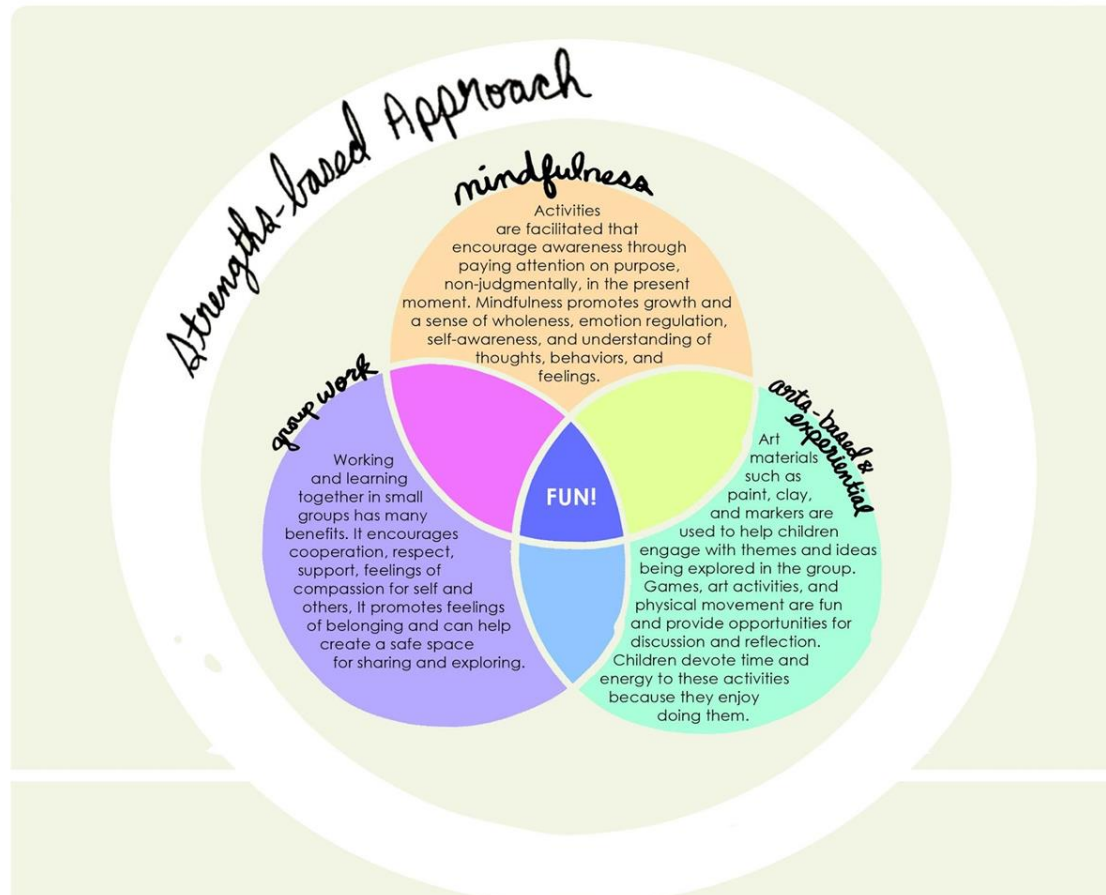 Strengths-based Approach
mindfulness
Activities
are facilitated that
encourage awareness through
paying attention on purpose,
non-judgmentally, in the present
moment. Mindfulness promotes growth and
a sense of wholeness, emotion regulation,
self-awareness, and understanding of
thoughts, behaviors, and
feelings.
group work
Working
and learning
together in small
groups has many
benefits. It encourages
cooperation, respect,
support, feelings of
compassion for self and
others, It promotes feelings
of belonging and can help
create a safe space
for sharing and exploring.
FUN!
arts-based &
experiential
Art
materials
such as
paint, clay,
and markers are
used to help children
engage with themes and ideas
being explored in the group.
Games, art activities, and
physical movement are fun
and provide opportunities for
discussion and reflection.
Children devote time and
energy to these activities
because they enjoy
doing them.